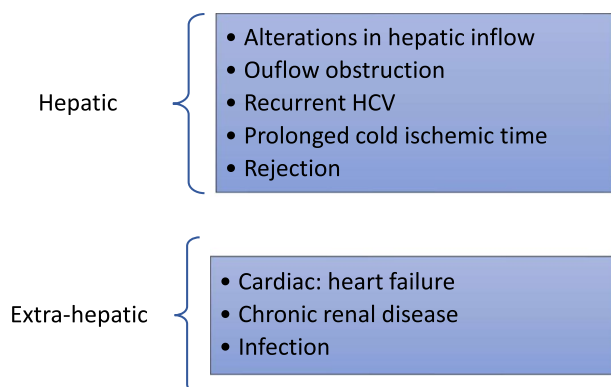 Hepatic
• Alterations in hepatic inflow
• Ouflow obstruction
• Recurrent HCV
• Prolonged cold ischemic time
• Rejection
Extra-hepatic
• Cardiac: heart failure
• Chronic renal disease
• Infection